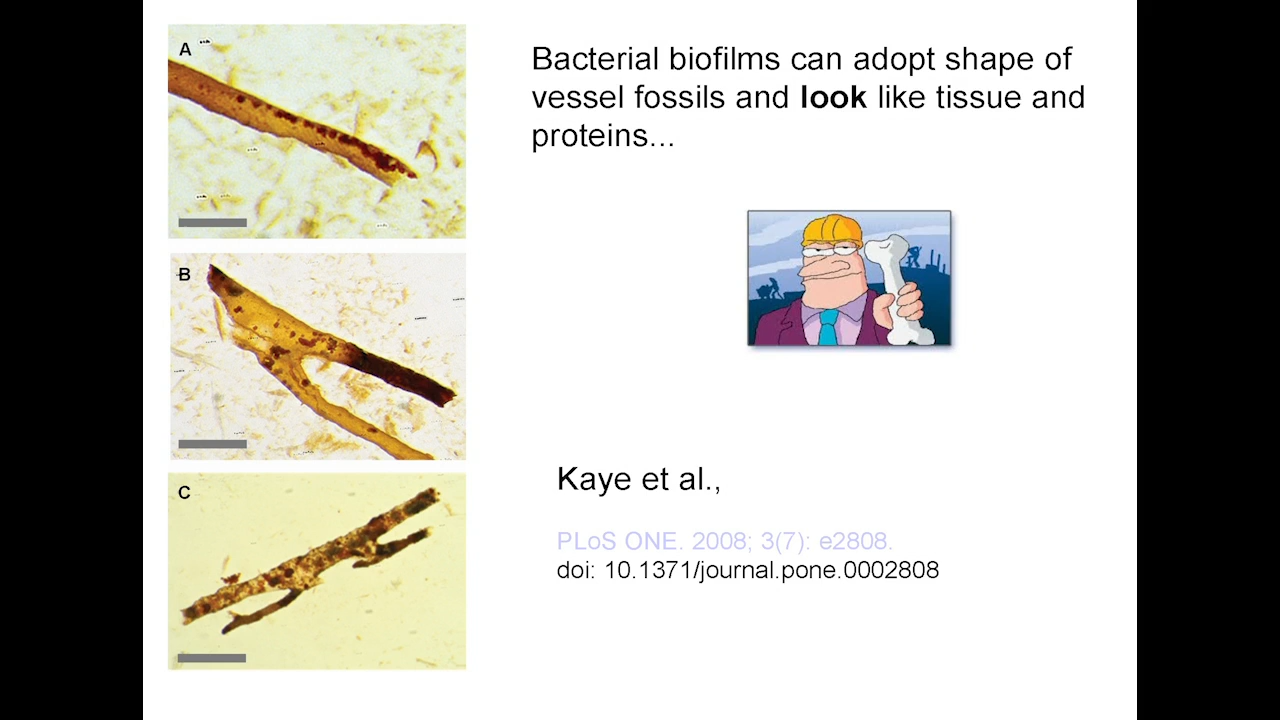 A
Bacterial biofilms can adopt shape of
vessel fossils and look like tissue and
proteins...
B
C
Kaye et al.,
PLoS ONE. 2008; 3(7): e2808.
doi: 10.1371/journal.pone.0002808